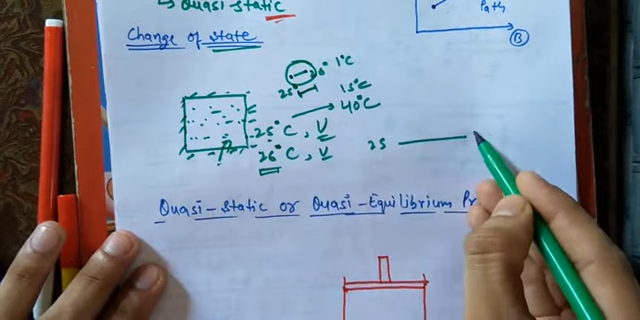 ↳ Quasi-static
Path
B
Change of state
0° 1°C
25° 15°C
→ 40°C
25°C, V
26°C, V
25
Quasi-static or Quasi-Equilibrium Pr